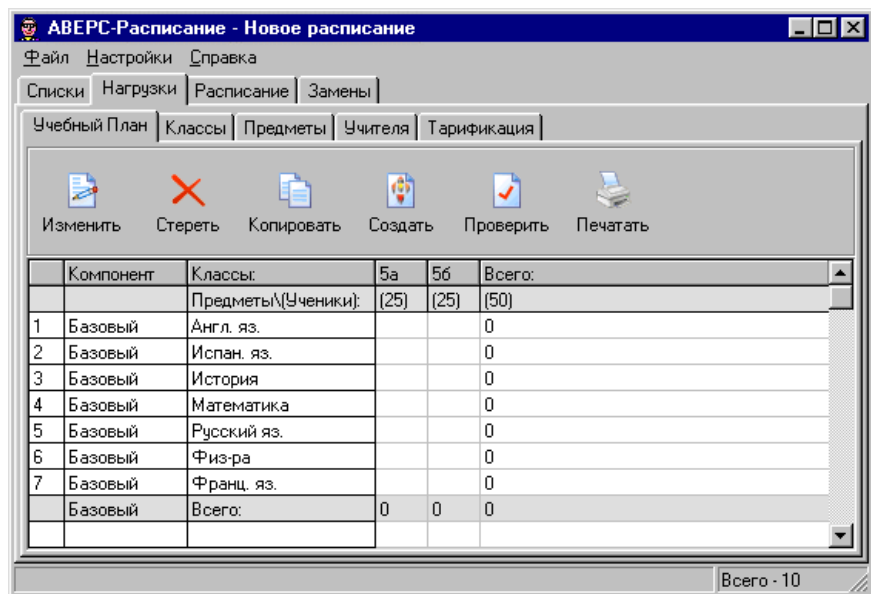 АВЕРС-Расписание - Новое расписание
Файл Настройки Справка
Списки Нагрузки Расписание Замены
Учебный План Классы Предметы Учителя Тарификация
Изменить Стереть Копировать Создать Проверить Печатать
Компонент Классы: 5а 5б Всего:
Предметы\(Ученики): (25) (25) (50)
1 Базовый Англ. яз. 0
2 Базовый Испан. яз. 0
3 Базовый История 0
4 Базовый Математика 0
5 Базовый Русский яз. 0
6 Базовый Физ-ра 0
7 Базовый Франц. яз. 0
Базовый Всего: 0 0 0
Всего - 10